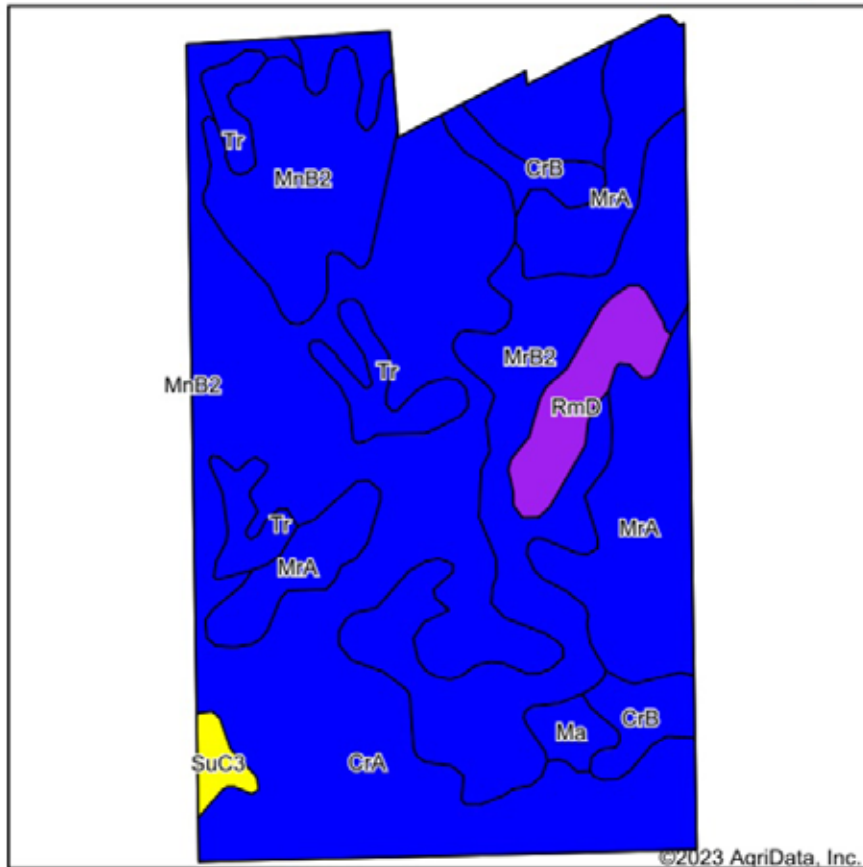 Tr
MnB2
CrB
MrA
MnB2
Tr
MrB2
RmD
Tr
MrA
MrA
SuC3
CrA
Ma
CrB
©2023 AgriData, Inc.